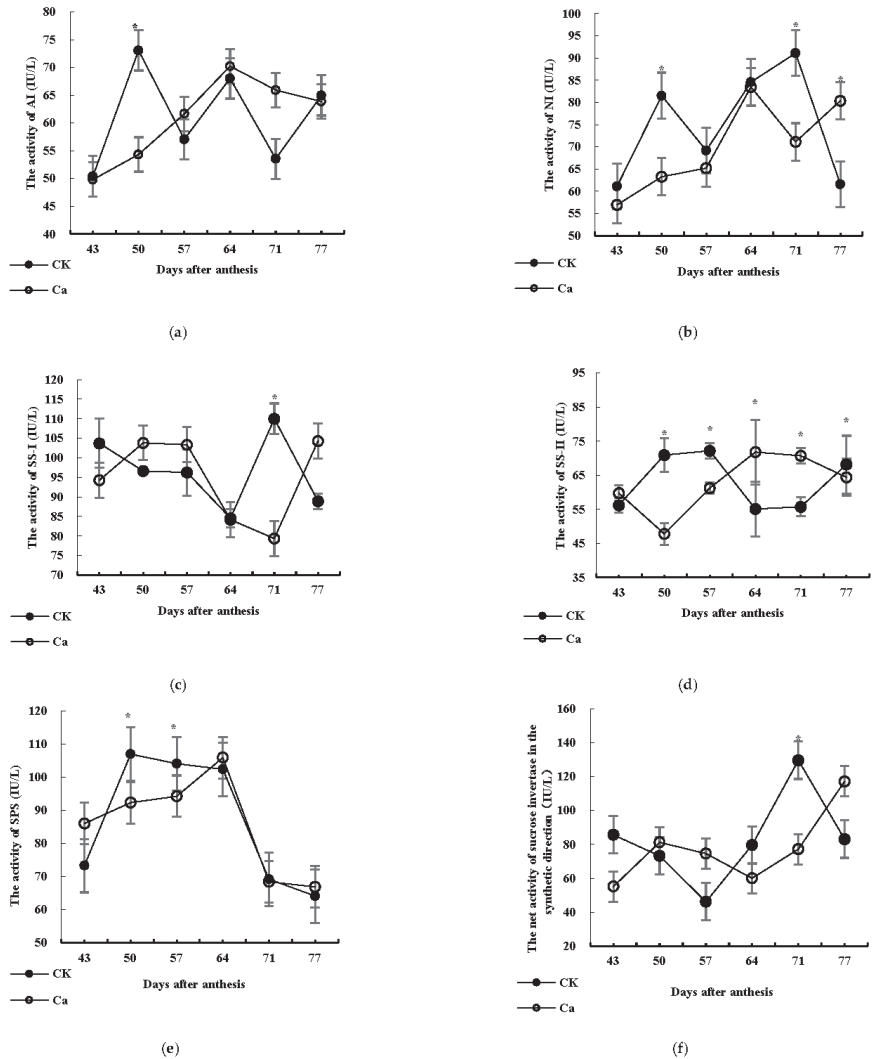 The activity of AI (IU/L)
75
70
65
60
55
50
45
40
*
43 50 57 64 71 77
Days after anthesis
CK
Ca
(a)
The activity of NI (IU/L)
100
95
90
85
80
75
70
65
60
55
50
* * *
43 50 57 64 71 77
Days after anthesis
CK
Ca
(b)
The activity of SS-I (IU/L)
120
115
110
105
100
95
90
85
80
75
70
*
43 50 57 64 71 77
Days after anthesis
CK
Ca
(c)
The activity of SS-II (IU/L)
95
85
75
65
55
45
35
* * * * *
43 50 57 64 71 77
Days after anthesis
CK
Ca
(d)
The activity of SPS (IU/L)
120
110
100
90
80
70
60
50
* *
43 50 57 64 71 77
Days after anthesis
CK
Ca
(e)
The net activity of sucrose invertase in the
synthetic direction (IU/L)
160
140
120
100
80
60
40
20
*
43 50 57 64 71 77
Days after anthesis
CK
Ca
(f)